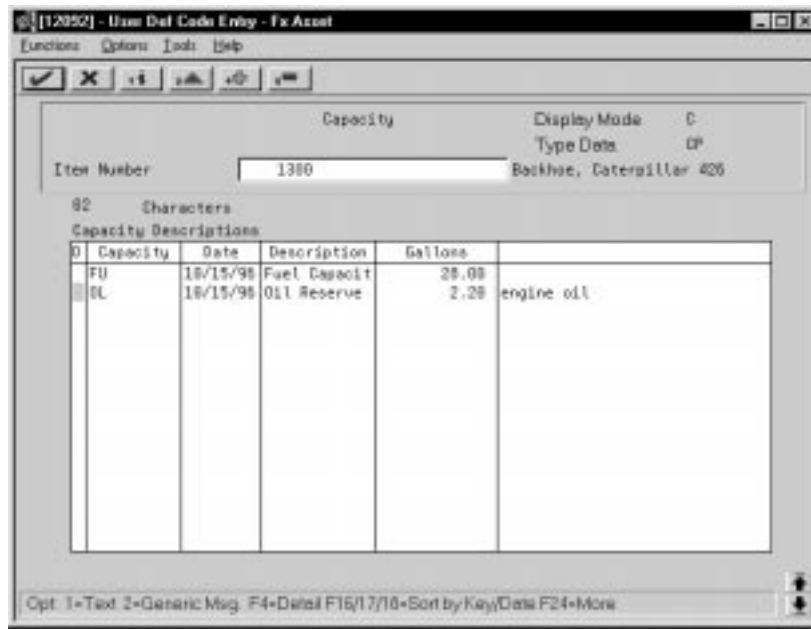 [12092] - User Def Code Entry - Fx Asset
Functions Options Tools Help
Capacity Display Mode C
Type Data CP
Item Number 1300 Backhoe, Caterpillar 426
02 Characters
Capacity Descriptions
O Capacity Date Description Gallons
FU 10/15/96 Fuel Capacit 20.00
OL 10/15/96 Oil Reserve 2.20 engine oil
Opt: 1=Text 2=Generic Msg F4=Detail F16/17/18=Sort by Key/Date F24=More